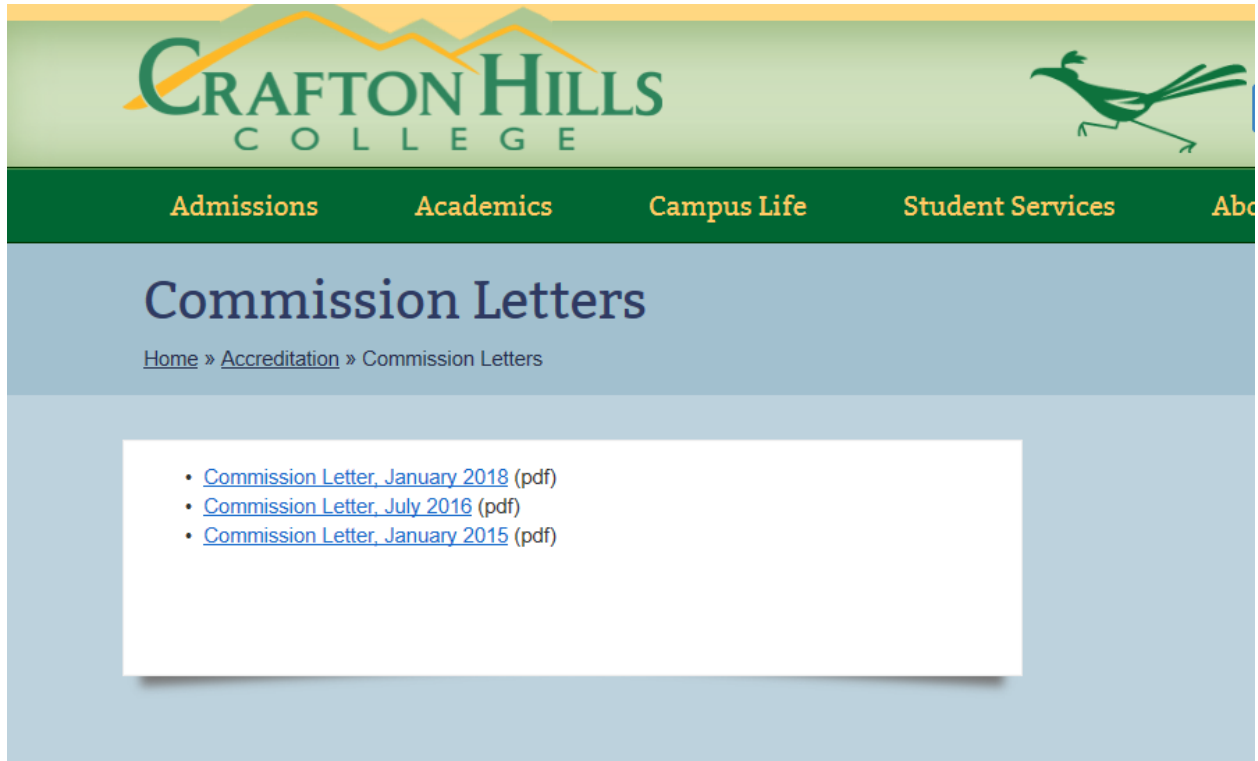 CRAFTON HILLS
COLLEGE
Admissions Academics Campus Life Student Services Abo
Commission Letters
Home » Accreditation » Commission Letters
• Commission Letter, January 2018 (pdf)
• Commission Letter, July 2016 (pdf)
• Commission Letter, January 2015 (pdf)